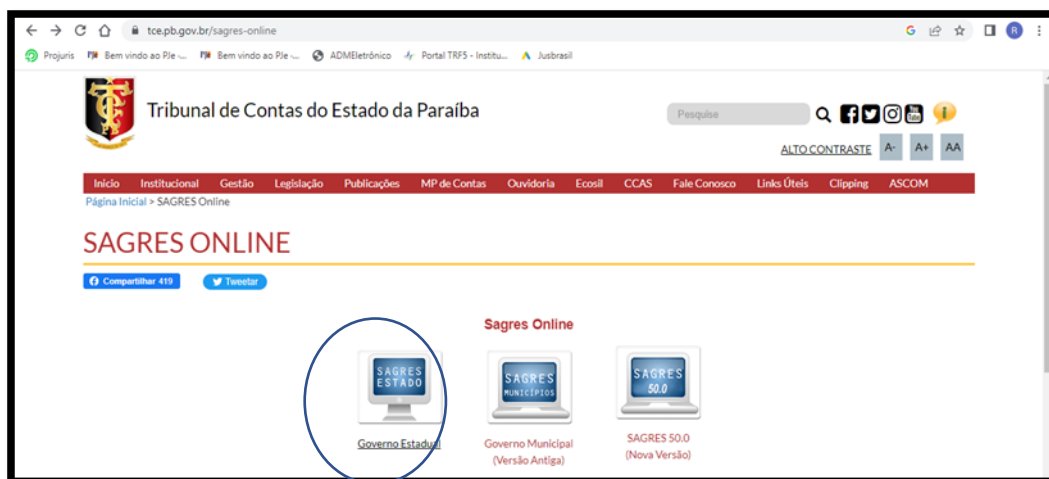 tce.pb.gov.br/sagres-online
G
R
Projuris Bem vindo ao PJe -... Bem vindo ao PJe -... ADMEletrônico Portal TRF5 - Institu... Jusbrasil
Tribunal de Contas do Estado da Paraíba
Pesquise
You Tube
i
ALTO CONTRASTE A- A+ AA
Início Institucional Gestão Legislação Publicações MP de Contas Ouvidoria Ecosil CCAS Fale Conosco Links Úteis Clipping ASCOM
Página Inicial > SAGRES Online
SAGRES ONLINE
Compartilhar 419 Tweetar
Sagres Online
SAGRES
ESTADO
SAGRES
MUNICÍPIOS
SAGRES
50.0
Governo Estadual
Governo Municipal
(Versão Antiga)
SAGRES 50.0
(Nova Versão)